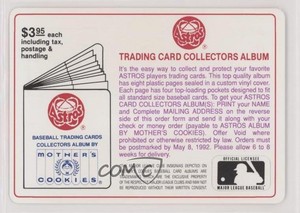 $3.95 each
including tax,
postage &
handling
Astros
BASEBALL TRADING CARDS
COLLECTORS ALBUM BY
MOTHER'S
COOKIES
Astros
TRADING CARD COLLECTORS ALBUM
It's the easy way to collect and protect your favorite
ASTROS players trading cards. This top quality album
has eight plastic pages sealed in a custom vinyl cover.
Each page has four top-loading pockets designed to fit
all standard size baseball cards. To get your ASTROS
CARD COLLECTORS ALBUM(S): PRINT your NAME
and Complete MAILING ADDRESS on the reverse
side of this order form and send it along with your
check or money order (payable to ASTROS ALBUM
BY MOTHER'S COOKIES). Offer Void where
prohibited or otherwise restricted by law. Orders must
be postmarked by May 8, 1992. Allow 6 to 8
weeks for delivery.
OFFICIAL LICENSEE
MAJOR LEAGUE BASEBALL
COMC